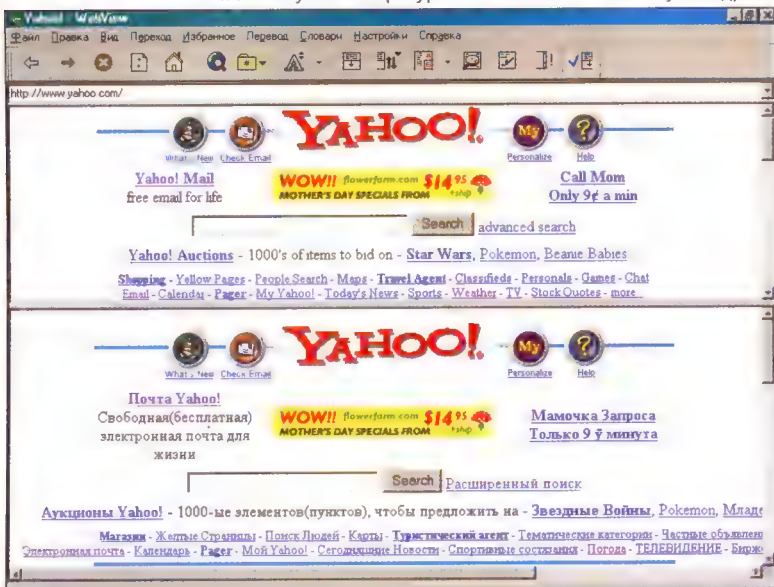 Yahoo! WebView
Файл Правка Вид Переход Избранное Перевод Словари Настройки Справка
http://www.yahoo.com/
What's New Check Email YAHOO! Personalize Help
My ?
Yahoo! Mail
free email for life
WOW!! flowerfarm.com $14.95 + ship
MOTHER'S DAY SPECIALS FROM
Call Mom
Only 9¢ a min
Search advanced search
Yahoo! Auctions - 1000's of items to bid on - Star Wars, Pokemon, Beanie Babies
Shopping - Yellow Pages - People Search - Maps - Travel Agent - Classifieds - Personals - Games - Chat
Email - Calendar - Pager - My Yahoo! - Today's News - Sports - Weather - TV - Stock Quotes - more
What's New Check Email YAHOO! Personalize Help
My ?
Почта Yahoo!
Свободная(бесплатная)
электронная почта для
жизни
WOW!! flowerfarm.com $14.95 + ship
MOTHER'S DAY SPECIALS FROM
Мамочка Запроса
Только 9 ў минута
Search Расширенный поиск
Аукционы Yahoo! - 1000-ые элементов(пунктов), чтобы предложить на - Звездные Войны, Pokemon, Младе
Магазин - Желтые Страницы - Поиск Людей - Карты - Туристический агент - Тематические категории - Частные объявлен
Электронная почта - Календарь - Pager - Мой Yahoo! - Сегодняшние Новости - Спортивные состязания - Погода - ТЕЛЕВИДЕНИЕ - Бирж